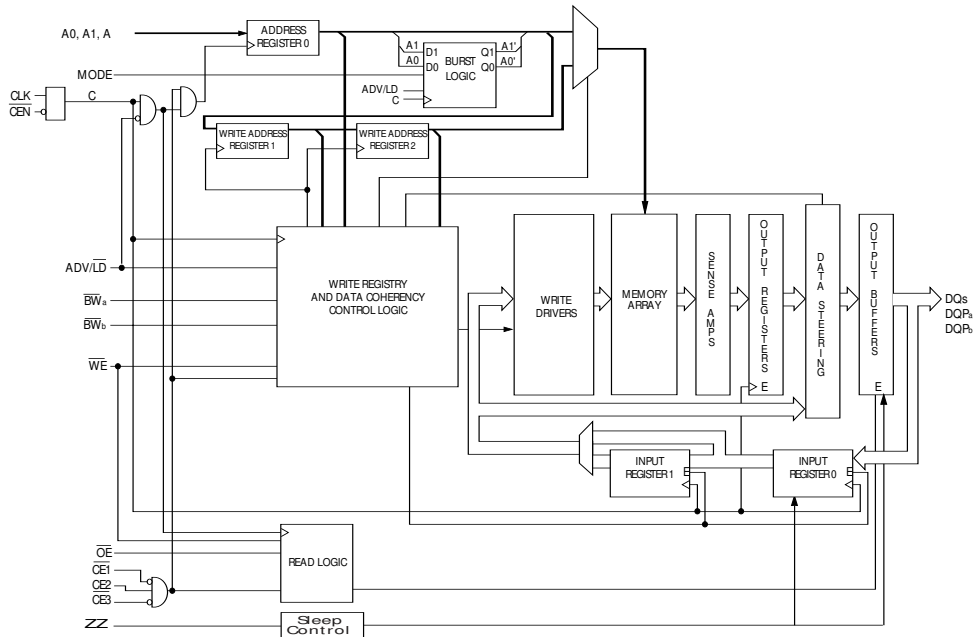 A0, A1, A
ADDRESS
REGISTER 0
A1
A0
D1
D0
BURST
LOGIC
Q1
Q0
A1'
A0'
MODE
ADV/LD
C
CLK
CEN
C
WRITE ADDRESS
REGISTER 1
WRITE ADDRESS
REGISTER 2
ADV/LD
BWa
BWb
WE
WRITE REGISTRY
AND DATA COHERENCY
CONTROL LOGIC
WRITE
DRIVERS
MEMORY
ARRAY
SENSE AMPS
OUTPUT REGISTERS
E
DATA STEERING
OUTPUT BUFFERS
E
DQs
DQPa
DQPb
INPUT
REGISTER 1
E
INPUT
REGISTER 0
E
OE
CE1
CE2
CE3
READ LOGIC
ZZ
Sleep
Control